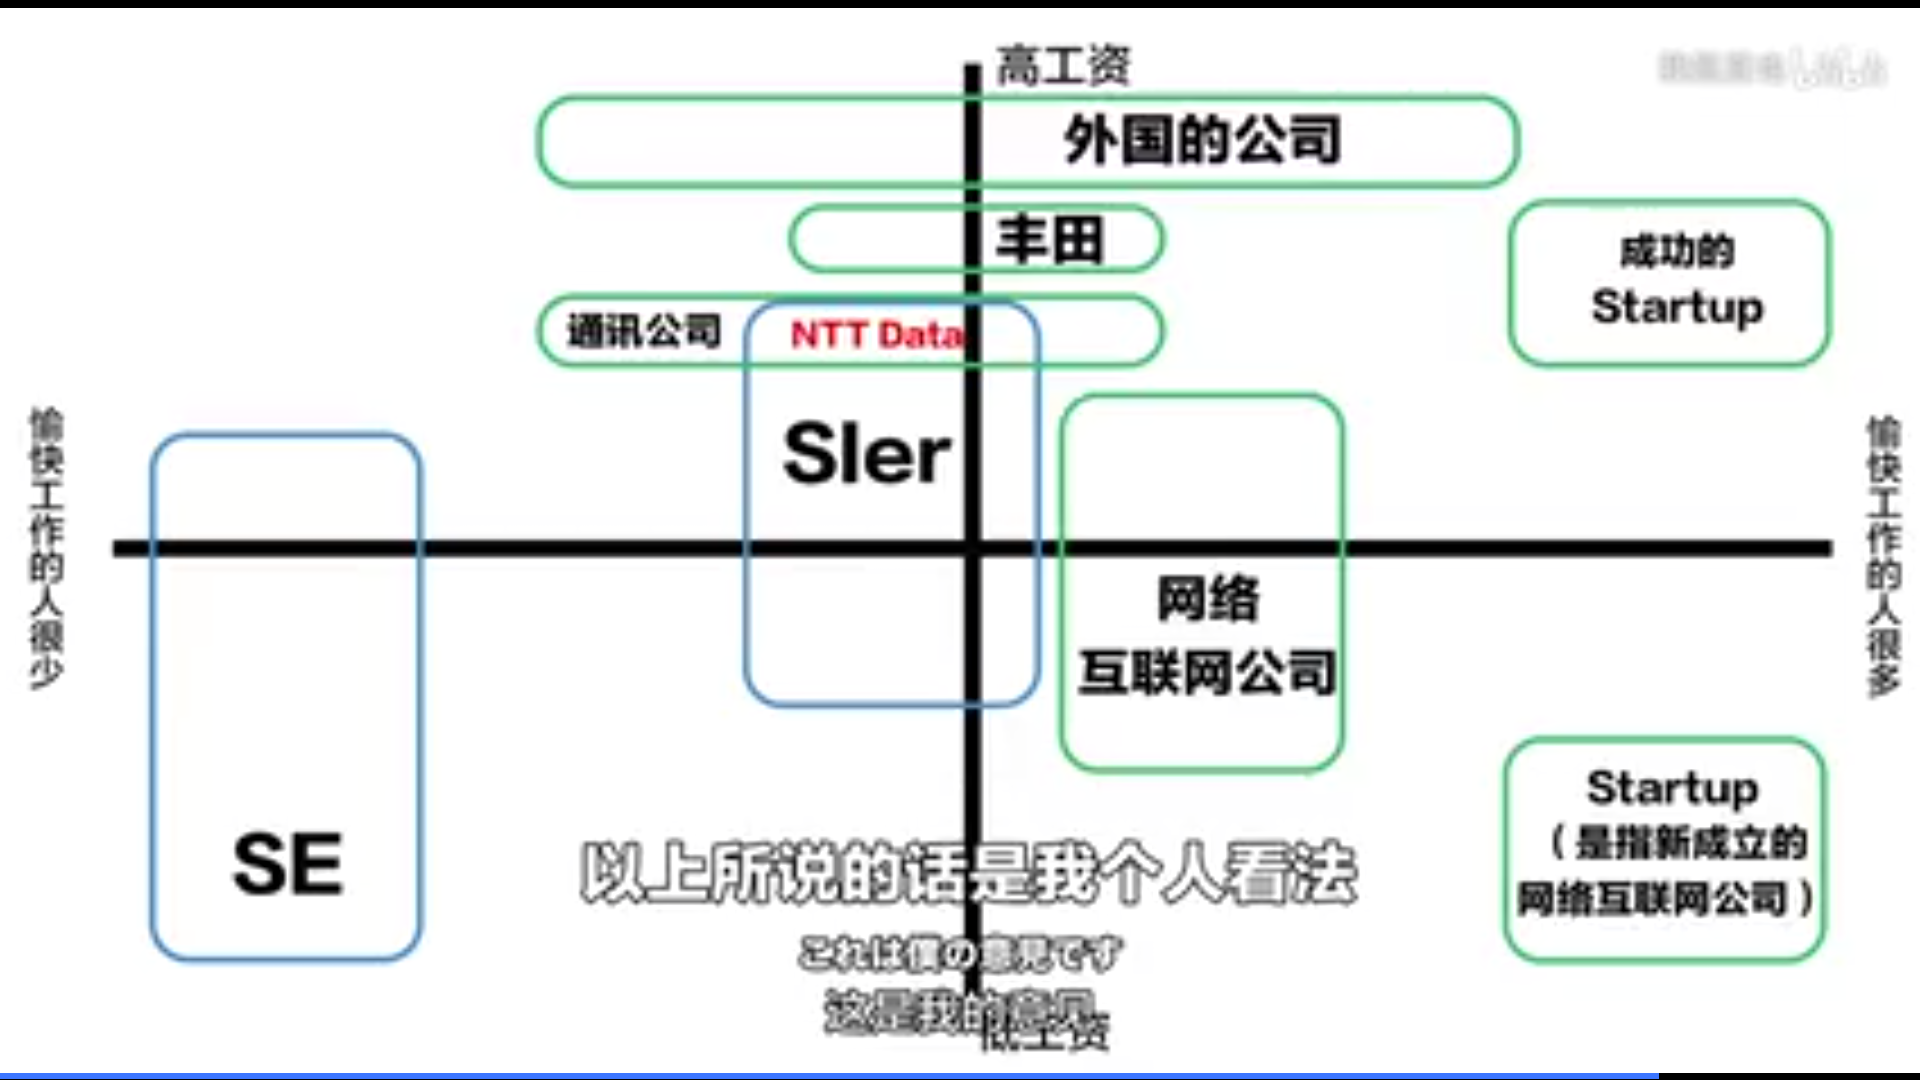 高工资
外国的公司
丰田
成功的
Startup
通讯公司
NTT Data
SIer
愉快工作的人很少
愉快工作的人很多
网络
互联网公司
SE
Startup
（是指新成立的
网络互联网公司）
以上所说的话是我个人看法
これは僕の意見です
这是我的意见
低工资